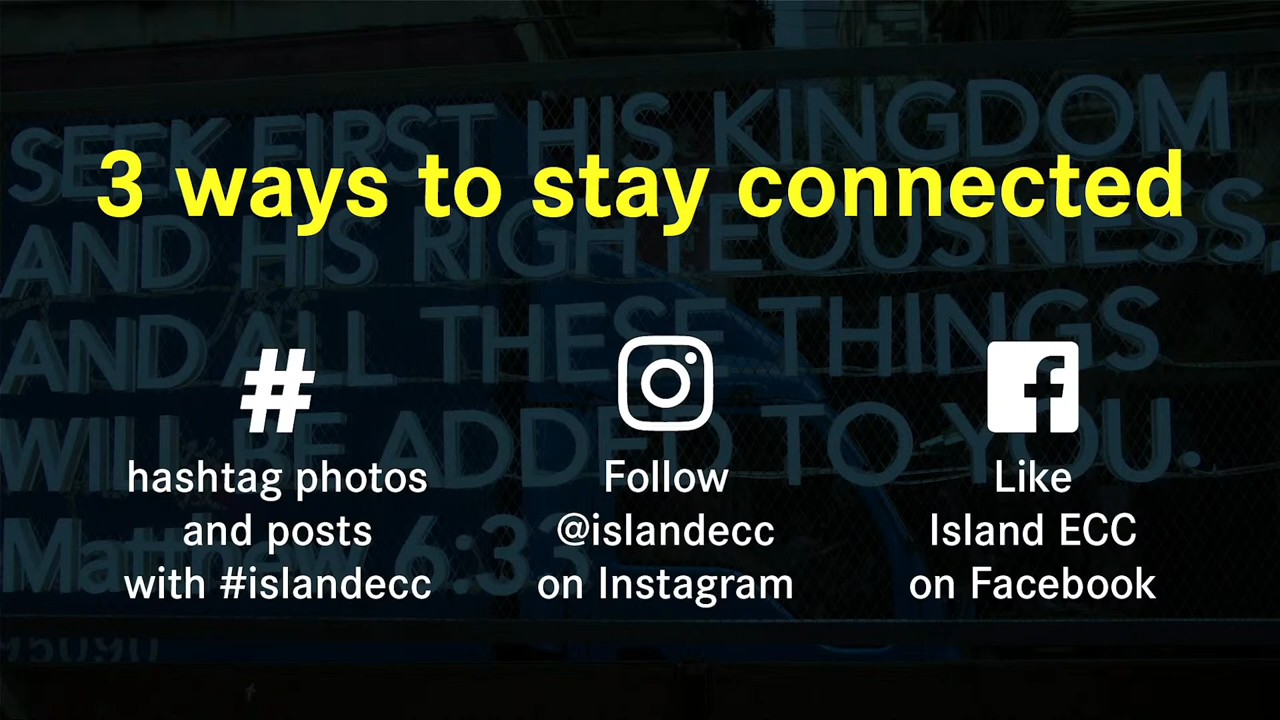 3 ways to stay connected
#
hashtag photos
and posts
with #islandecc
Follow
@islandecc
on Instagram
Like
Island ECC
on Facebook
SEEK FIRST HIS KINGDOM
AND HIS RIGHTEOUSNESS,
AND ALL THESE THINGS
WILL BE ADDED TO YOU.
Matthew 6:33